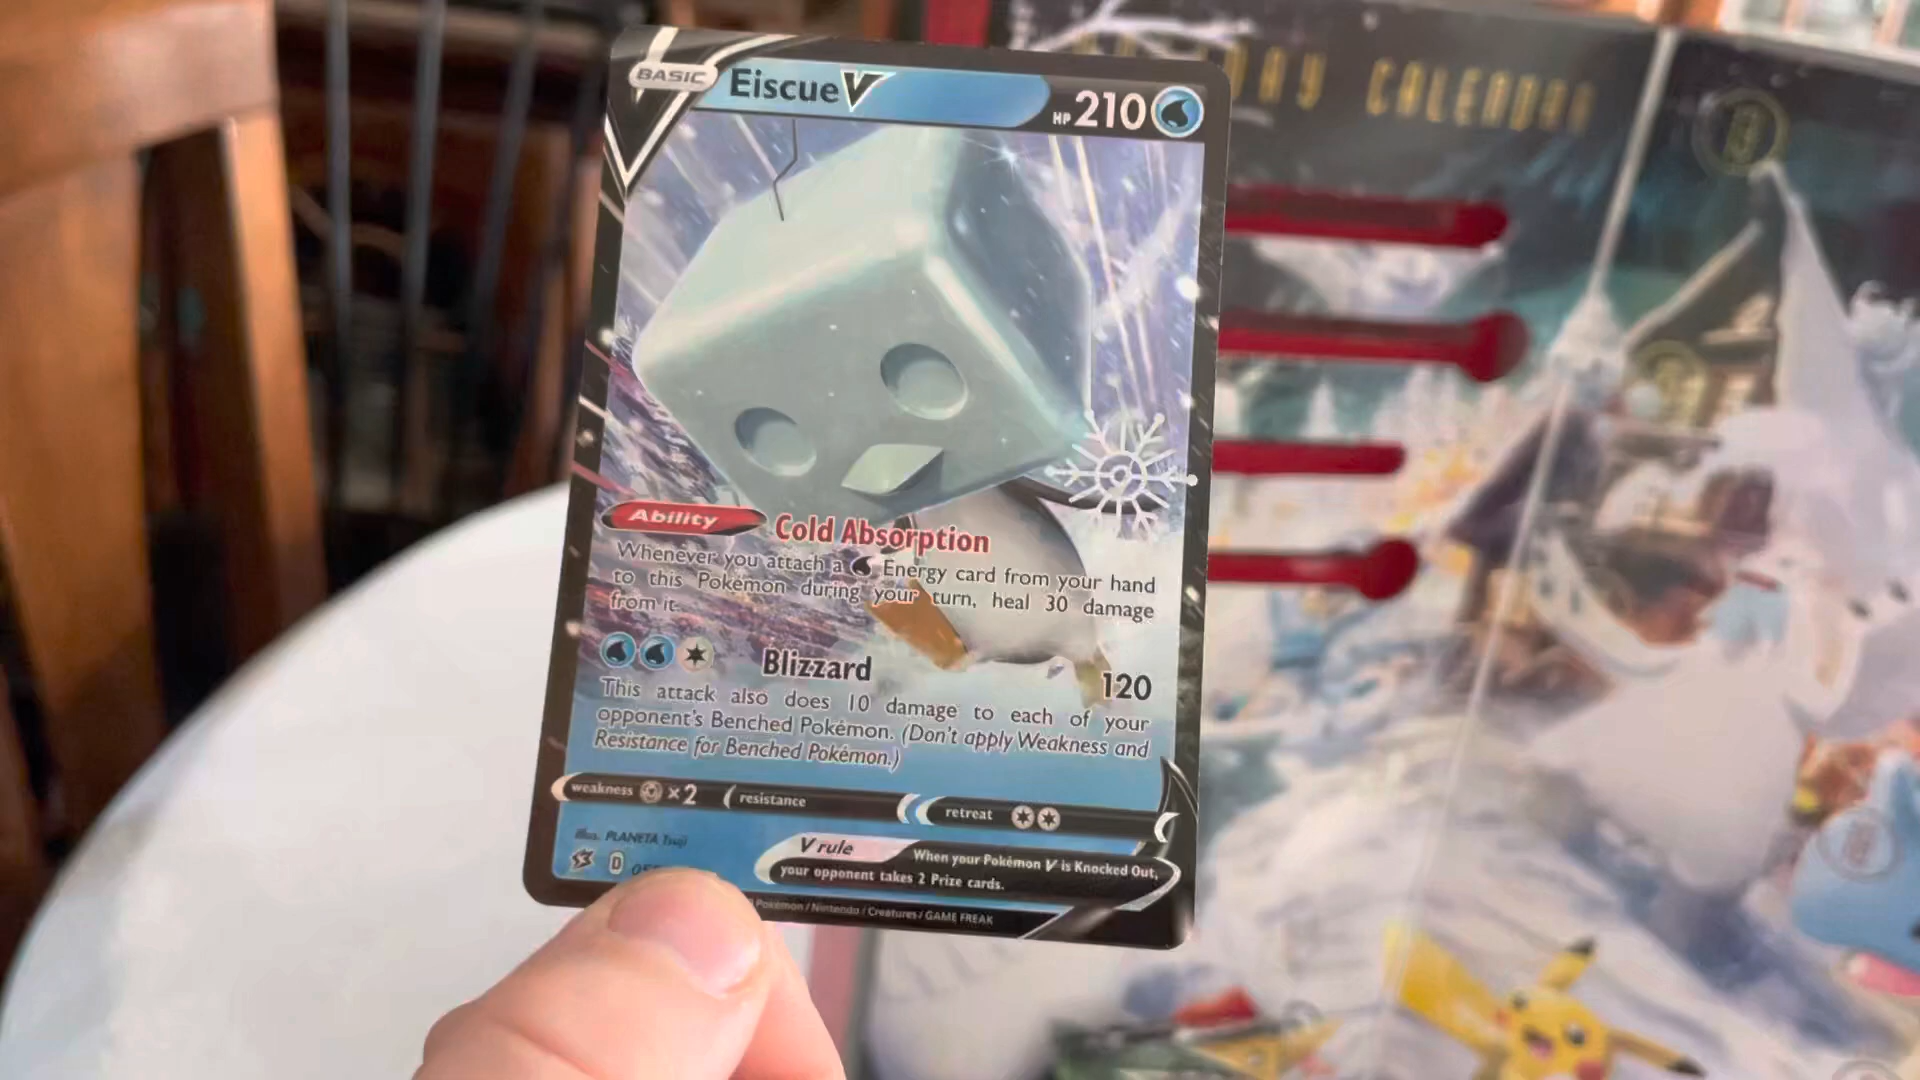 BASIC Eiscue V HP 210
DAY CALENDAR
13
Ability Cold Absorption
Whenever you attach a Energy card from your hand
to this Pokémon during your turn, heal 30 damage
from it.
Blizzard 120
This attack also does 10 damage to each of your
opponent's Benched Pokémon. (Don't apply Weakness and
Resistance for Benched Pokémon.)
weakness ×2 resistance retreat
illus. PLANETA Tsuji
D
V rule
When your Pokémon V is Knocked Out,
your opponent takes 2 Prize cards.
Pokémon / Nintendo / Creatures / GAME FREAK